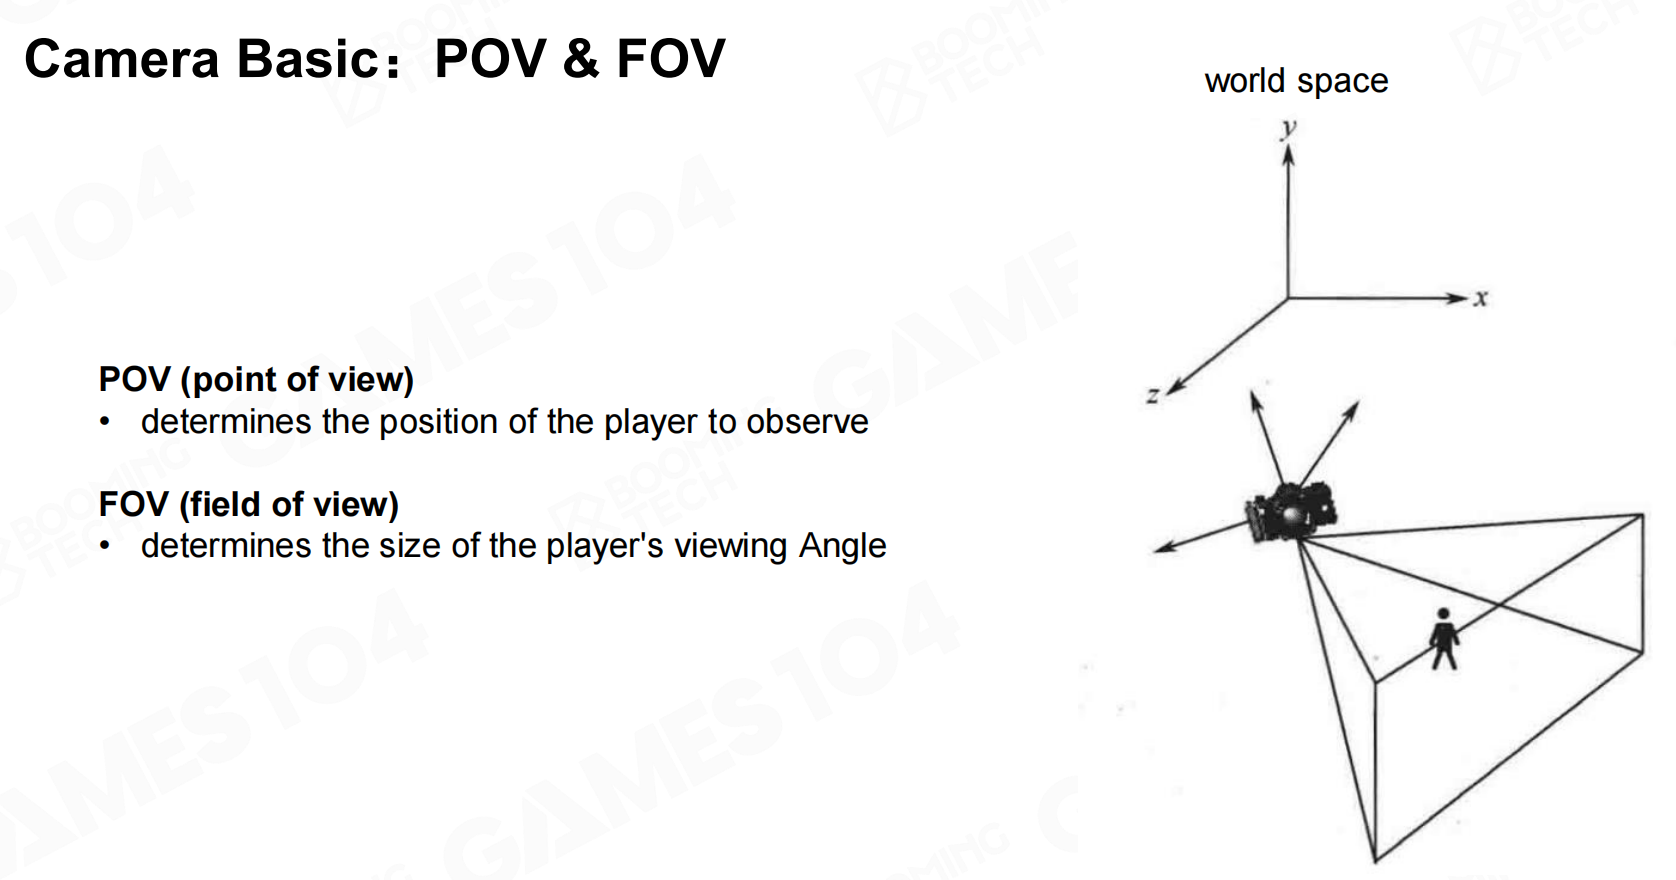 Camera Basic：POV & FOV
POV (point of view)
• determines the position of the player to observe
FOV (field of view)
• determines the size of the player's viewing Angle
world space
y
x
z
GAMES104
BOOMING
TECH